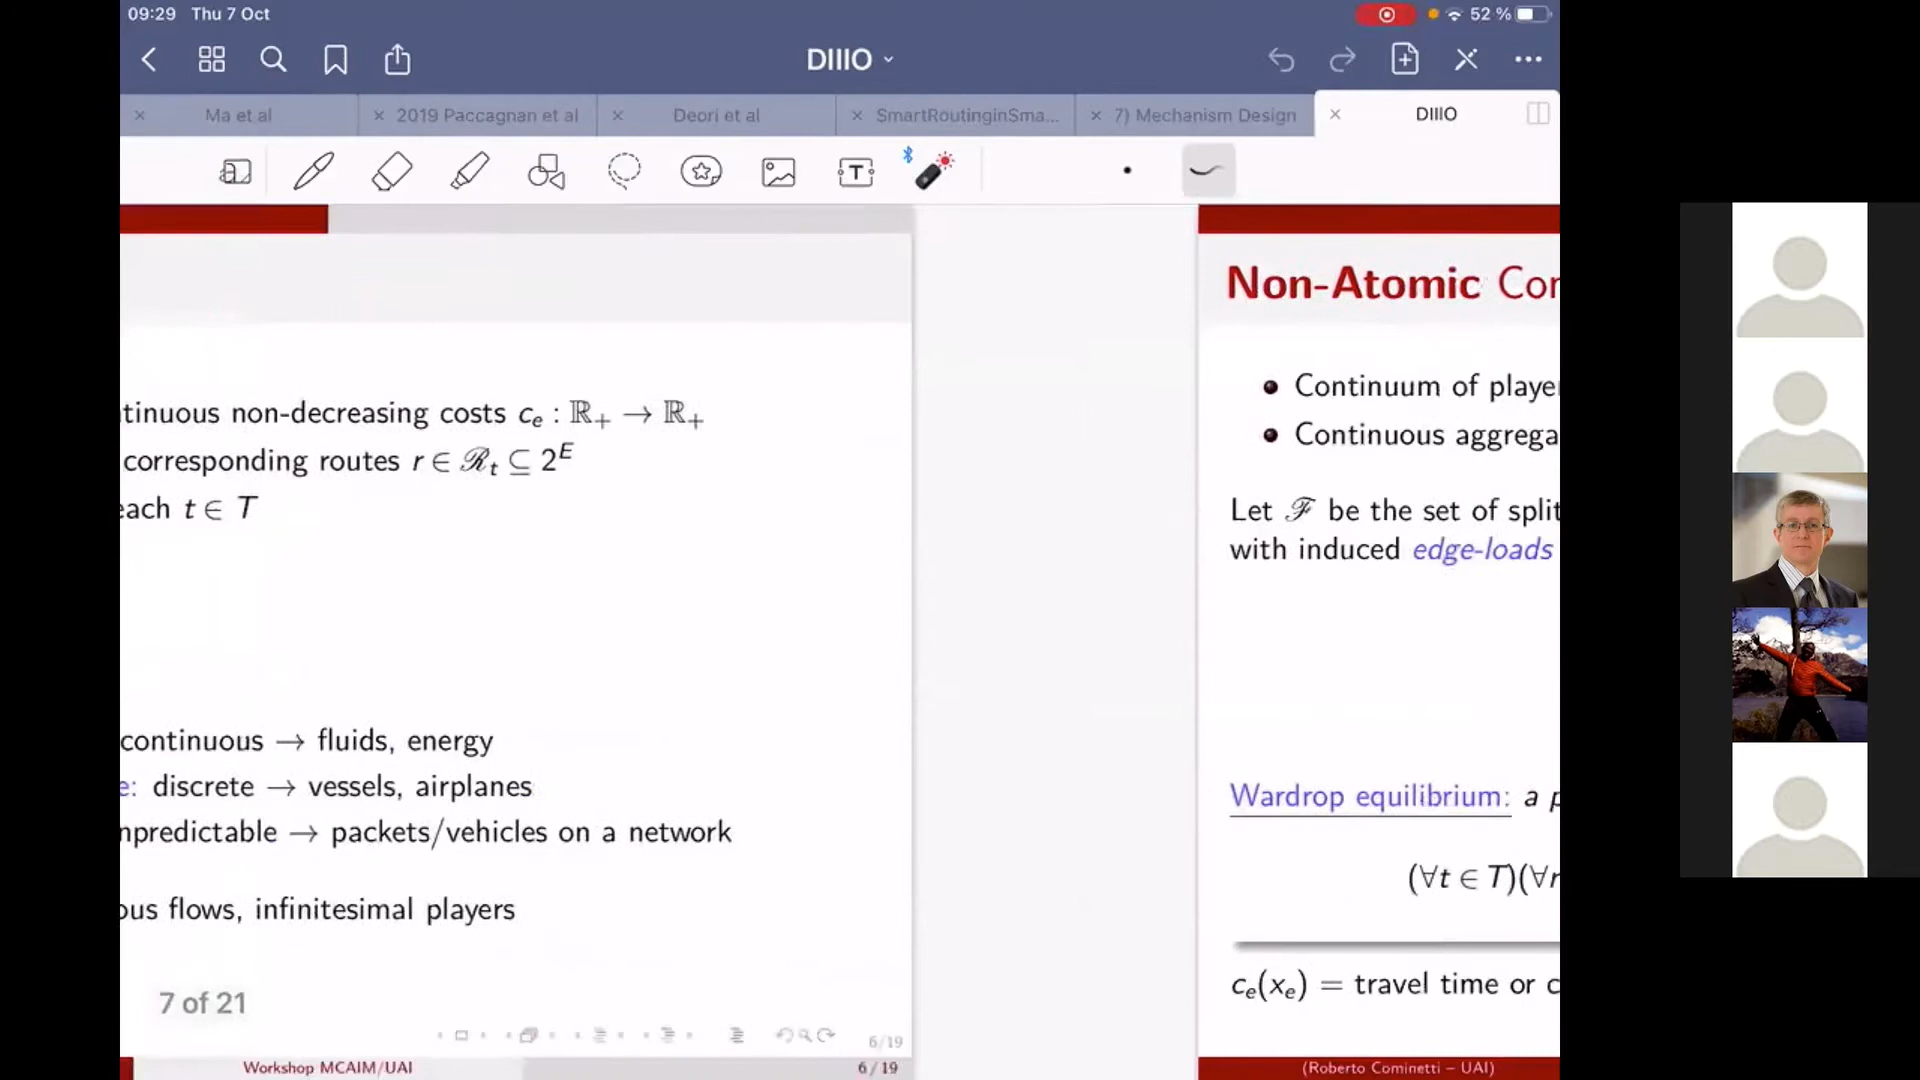 09:29 Thu 7 Oct
52 %
DIIIO
Ma et al
2019 Paccagnan et al
Deori et al
SmartRoutinginSma...
7) Mechanism Design
DIIIO
tinuous non-decreasing costs cₑ : ℝ₊ → ℝ₊
corresponding routes r ∈ ℛₜ ⊆ 2ᴱ
each t ∈ T
continuous → fluids, energy
e: discrete → vessels, airplanes
npredictable → packets/vehicles on a network
ous flows, infinitesimal players
7 of 21
6/19
Workshop MCAIM/UAI
6 / 19
Non-Atomic Con
Continuum of playe
Continuous aggrega
Let ℱ be the set of split
with induced edge-loads
Wardrop equilibrium: a p
(∀t ∈ T)(∀r
cₑ(xₑ) = travel time or c
(Roberto Cominetti – UAI)